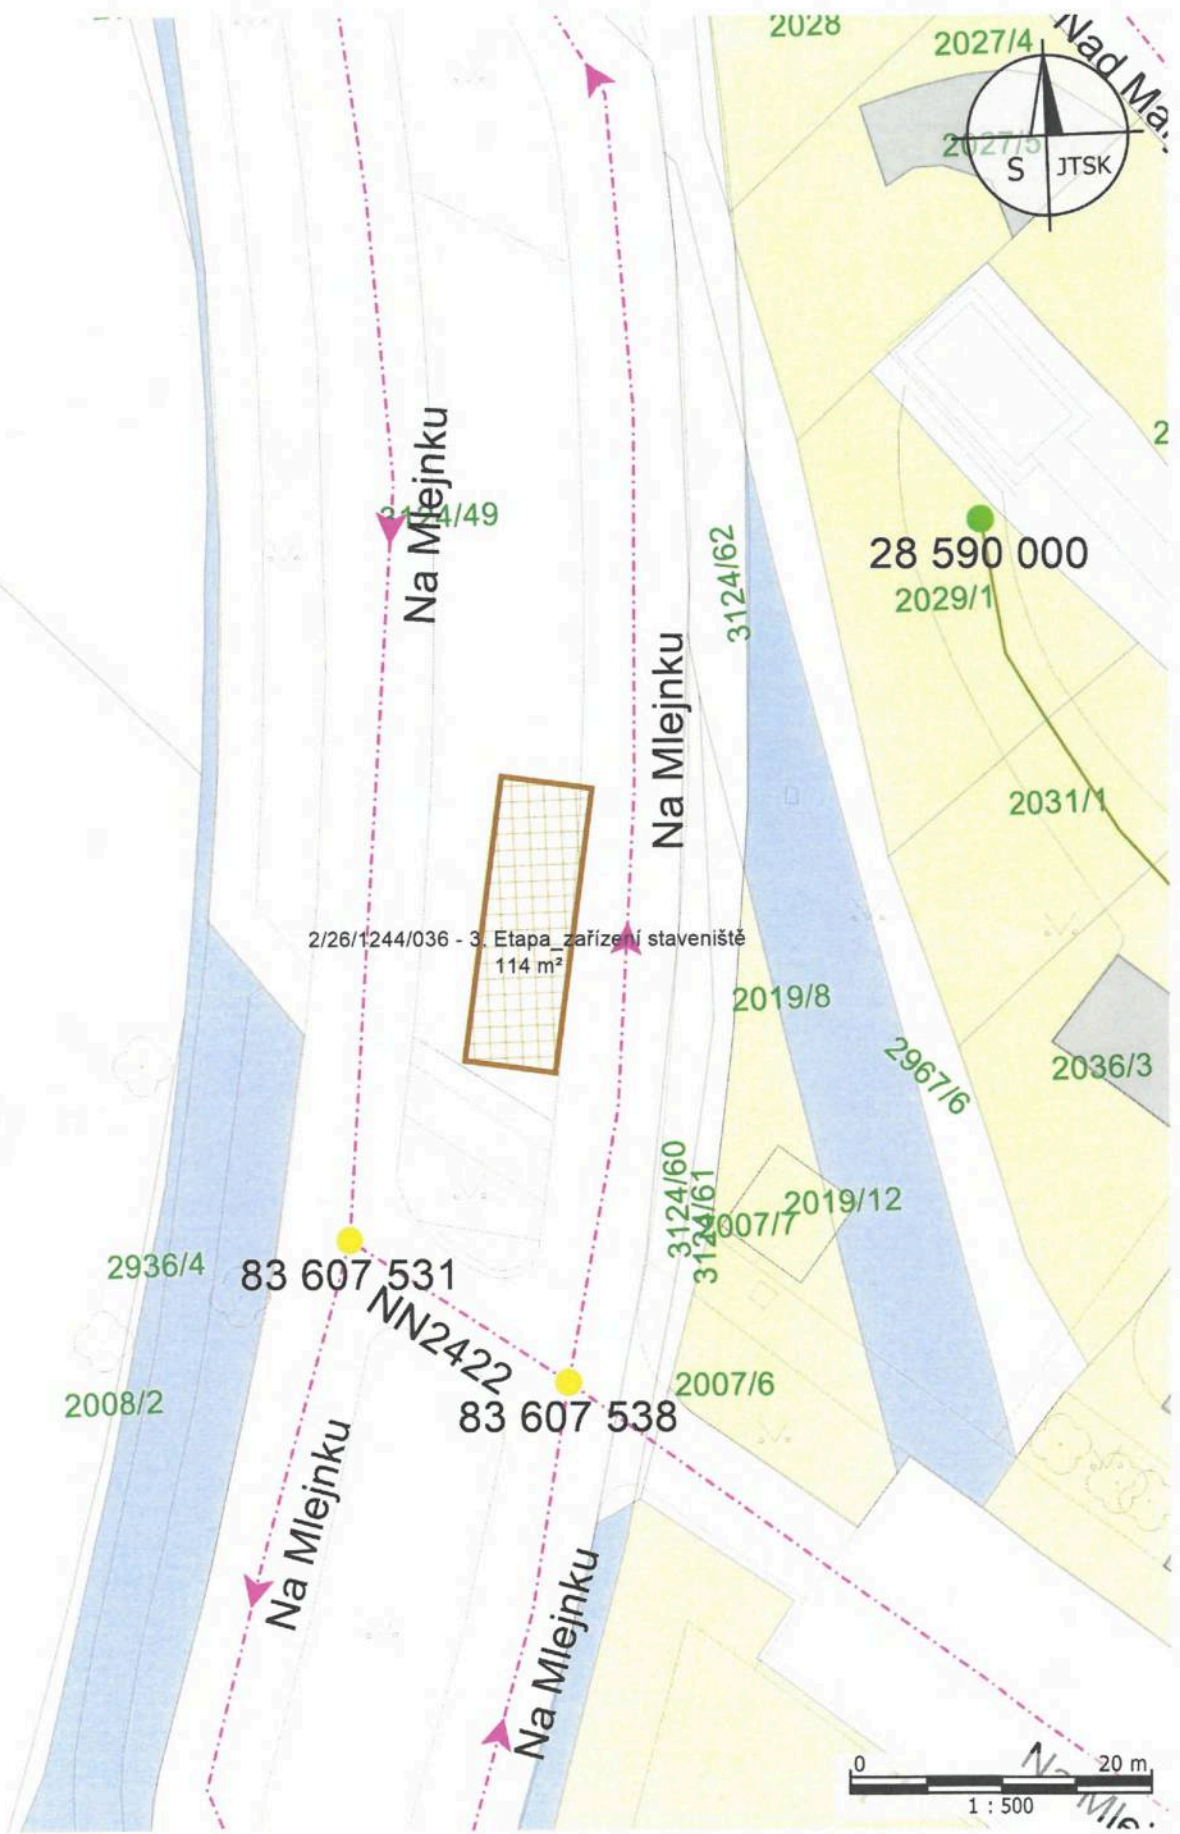 2028
2027/4
Nad
2027/5
S JTSK
Na Mlejnku
3124/49
3124/62
28 590 000
2029/1
Na Mlejnku
2031/1
2/26/1244/036 - 3. Etapa_zařízení staveniště
114 m²
2019/8
2967/6
2036/3
3124/60
3124/61
2007/7
2019/12
2936/4
83 607 531
NN2422
2008/2
2007/6
83 607 538
Na Mlejnku
Na Mlejnku
0 20 m
1 : 500